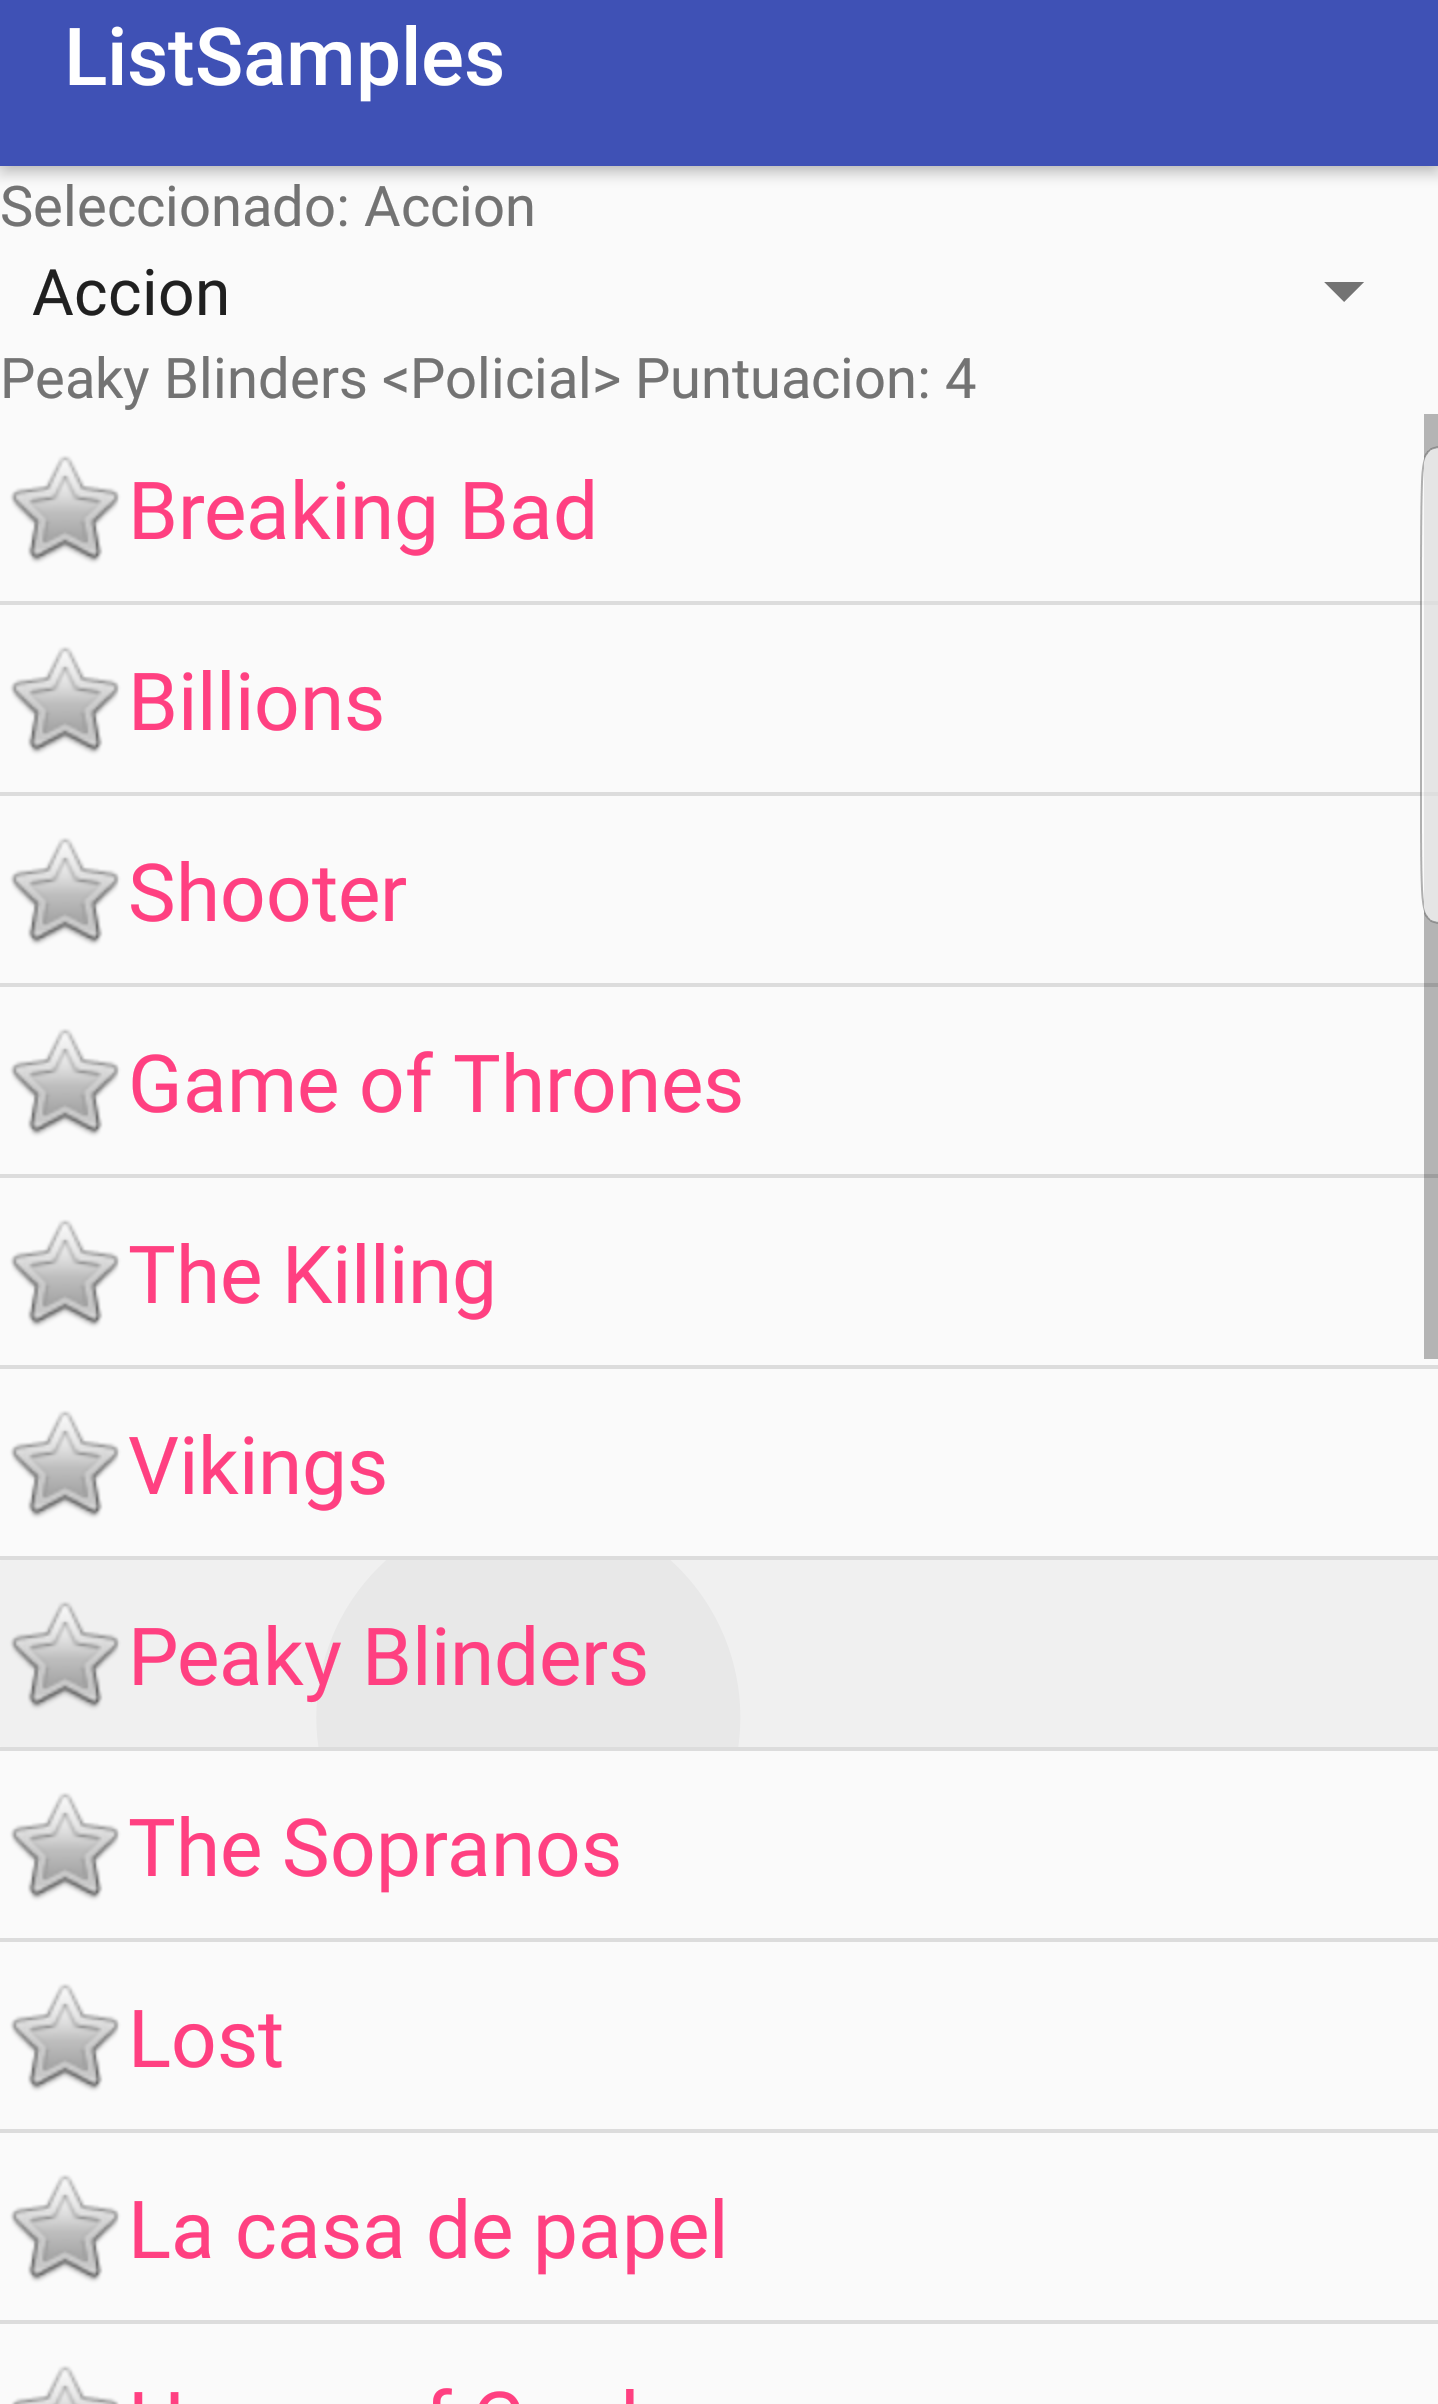 ListSamples
Seleccionado: Accion
Accion
Peaky Blinders <Policial> Puntuacion: 4
Breaking Bad
Billions
Shooter
Game of Thrones
The Killing
Vikings
Peaky Blinders
The Sopranos
Lost
La casa de papel